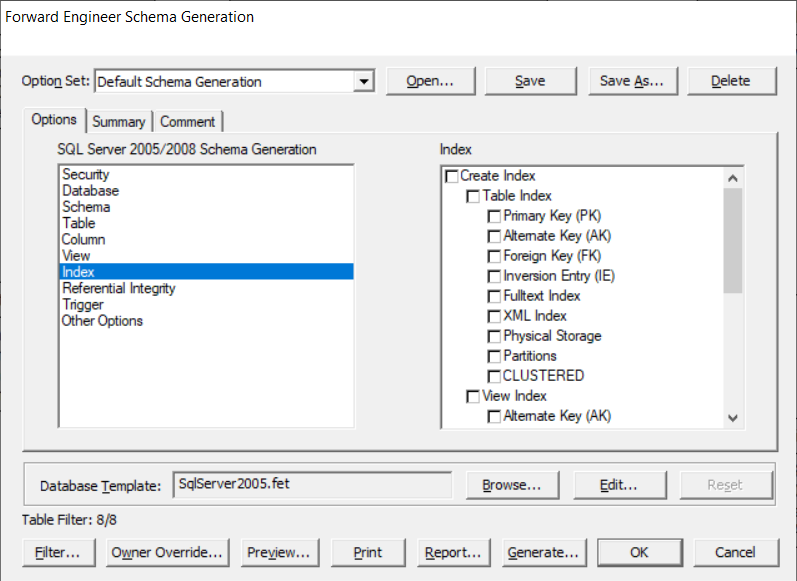 Forward Engineer Schema Generation
Option Set: Default Schema Generation Open... Save Save As... Delete
Options Summary Comment
SQL Server 2005/2008 Schema Generation
Security
Database
Schema
Table
Column
View
Index
Referential Integrity
Trigger
Other Options
Index
Create Index
Table Index
Primary Key (PK)
Alternate Key (AK)
Foreign Key (FK)
Inversion Entry (IE)
Fulltext Index
XML Index
Physical Storage
Partitions
CLUSTERED
View Index
Alternate Key (AK)
Database Template: SqlServer2005.fet Browse... Edit... Reset
Table Filter: 8/8
Filter... Owner Override... Preview... Print Report... Generate... OK Cancel